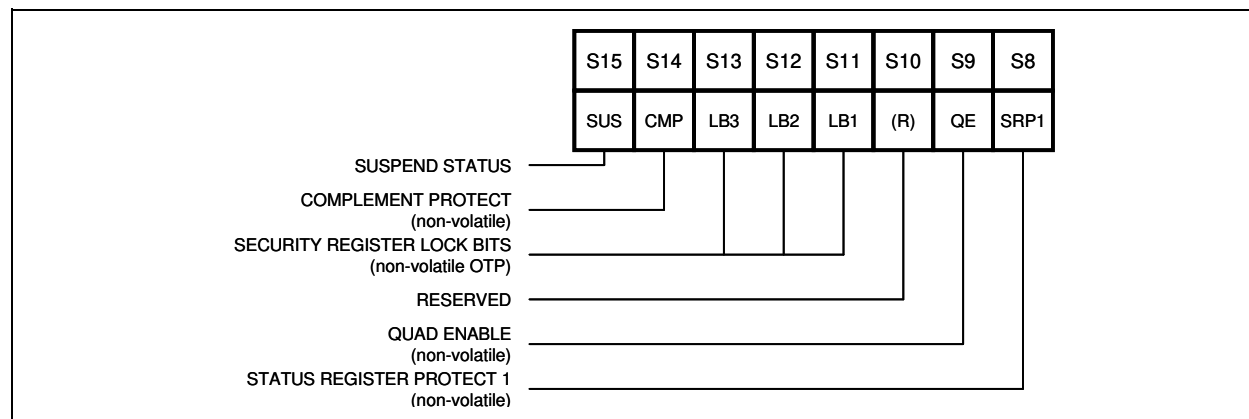 S15 S14 S13 S12 S11 S10 S9 S8
SUS CMP LB3 LB2 LB1 (R) QE SRP1
SUSPEND STATUS
COMPLEMENT PROTECT
(non-volatile)
SECURITY REGISTER LOCK BITS
(non-volatile OTP)
RESERVED
QUAD ENABLE
(non-volatile)
STATUS REGISTER PROTECT 1
(non-volatile)